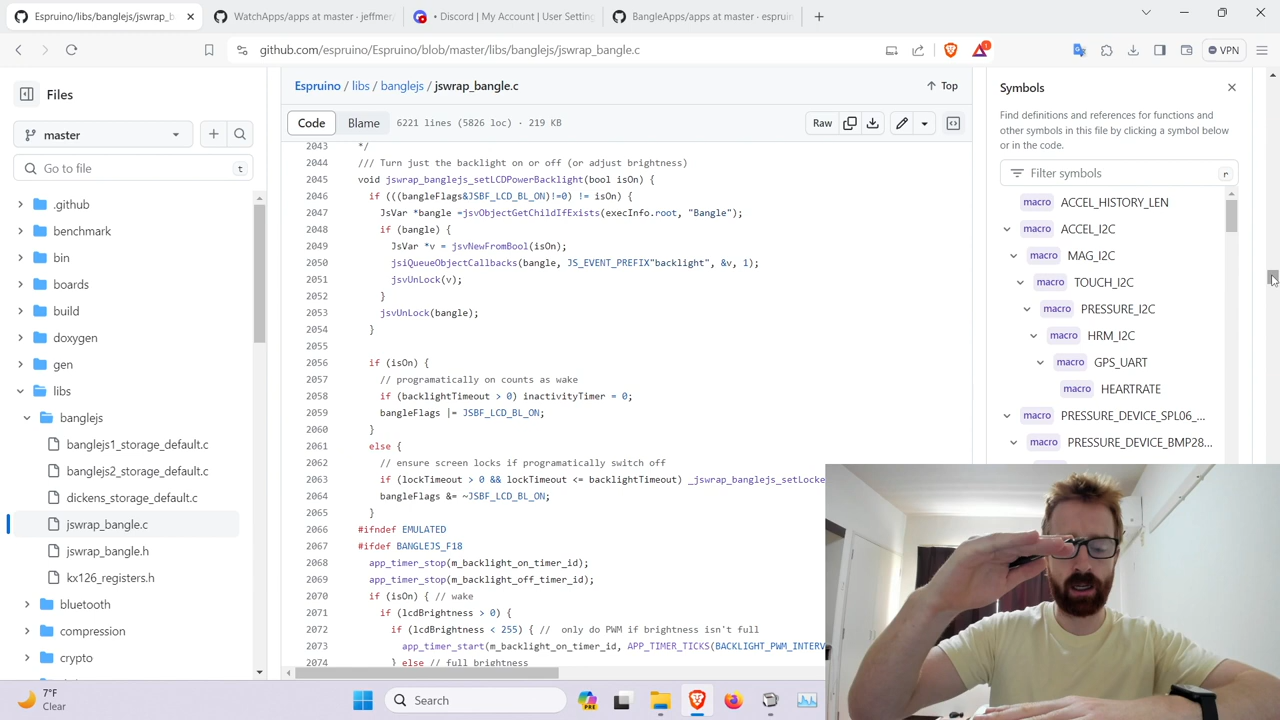 Espruino/libs/banglejs/jswrap_b
WatchApps/apps at master · jeffmer/
• Discord | My Account | User Setting
BangleApps/apps at master · espruin
github.com/espruino/Espruino/blob/master/libs/banglejs/jswrap_bangle.c
1
VPN
Files
master
Go to file
t
.github
benchmark
bin
boards
build
doxygen
gen
libs
banglejs
banglejs1_storage_default.c
banglejs2_storage_default.c
dickens_storage_default.c
jswrap_bangle.c
jswrap_bangle.h
kx126_registers.h
bluetooth
compression
crypto
Espruino / libs / banglejs / jswrap_bangle.c
Top
Code
Blame
6221 lines (5826 loc) · 219 KB
Raw
2043 */
2044 /// Turn just the backlight on or off (or adjust brightness)
2045 void jswrap_banglejs_setLCDPowerBacklight(bool isOn) {
2046 if (((bangleFlags&JSBF_LCD_BL_ON)!=0) != isOn) {
2047 JsVar *bangle =jsvObjectGetChildIfExists(execInfo.root, "Bangle");
2048 if (bangle) {
2049 JsVar *v = jsvNewFromBool(isOn);
2050 jsiQueueObjectCallbacks(bangle, JS_EVENT_PREFIX"backlight", &v, 1);
2051 jsvUnLock(v);
2052 }
2053 jsvUnLock(bangle);
2054 }
2055
2056 if (isOn) {
2057 // programatically on counts as wake
2058 if (backlightTimeout > 0) inactivityTimer = 0;
2059 bangleFlags |= JSBF_LCD_BL_ON;
2060 }
2061 else {
2062 // ensure screen locks if programatically switch off
2063 if (lockTimeout > 0 && lockTimeout <= backlightTimeout) _jswrap_banglejs_setLocke
2064 bangleFlags &= ~JSBF_LCD_BL_ON;
2065 }
2066 #ifndef EMULATED
2067 #ifdef BANGLEJS_F18
2068 app_timer_stop(m_backlight_on_timer_id);
2069 app_timer_stop(m_backlight_off_timer_id);
2070 if (isOn) { // wake
2071 if (lcdBrightness > 0) {
2072 if (lcdBrightness < 255) { // only do PWM if brightness isn't full
2073 app_timer_start(m_backlight_on_timer_id, APP_TIMER_TICKS(BACKLIGHT_PWM_INTERV
2074 } else // full brightness
Symbols
Find definitions and references for functions and
other symbols in this file by clicking a symbol below
or in the code.
Filter symbols
r
macro ACCEL_HISTORY_LEN
macro ACCEL_I2C
macro MAG_I2C
macro TOUCH_I2C
macro PRESSURE_I2C
macro HRM_I2C
macro GPS_UART
macro HEARTRATE
macro PRESSURE_DEVICE_SPL06_...
macro PRESSURE_DEVICE_BMP28...
7°F
Clear
Search
PRE